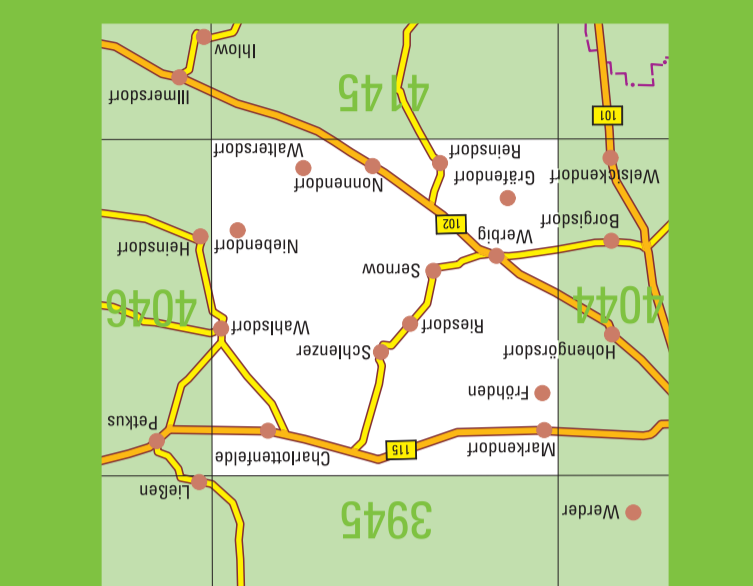 Werder
3945
Ließen
Markendorf
115
Charlottenfelde
Petkus
Fröhden
Hohengörsdorf
Schlenzer
Riesdorf
Wahlsdorf
4044
4046
Sernow
Heinsdorf
Niebendorf
Werbig
Borgisdorf
102
Welsickendorf
Gräfendorf
Nonnendorf
Reinsdorf
Waltersdorf
101
4145
Illmersdorf
Ihlow